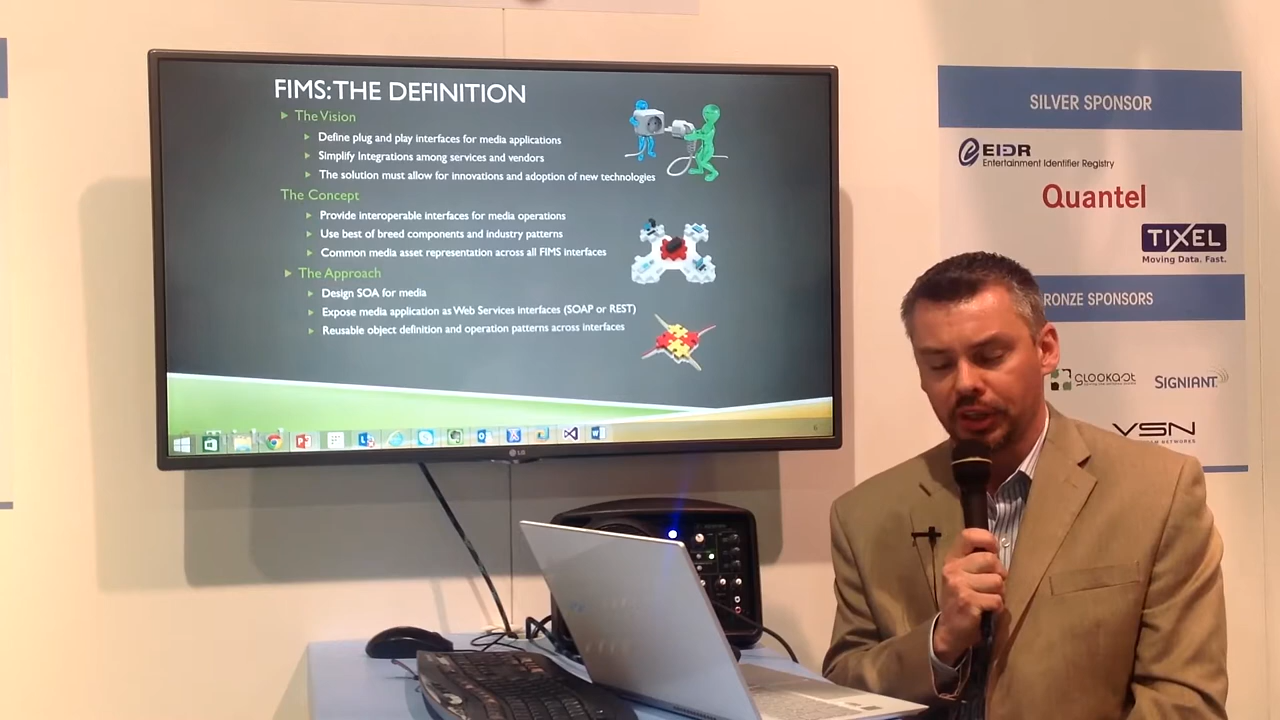 FIMS: THE DEFINITION
The Vision
Define plug and play interfaces for media applications
Simplify Integrations among services and vendors
The solution must allow for innovations and adoption of new technologies
The Concept
Provide interoperable interfaces for media operations
Use best of breed components and industry patterns
Common media asset representation across all FIMS interfaces
The Approach
Design SOA for media
Expose media application as Web Services interfaces (SOAP or REST)
Reusable object definition and operation patterns across interfaces
6
LG
SILVER SPONSOR
EIDR
Entertainment Identifier Registry
Quantel
TIXEL
Moving Data. Fast.
RONZE SPONSORS
GLOOKAST
SIGNIANT
VSN
NETWORKS